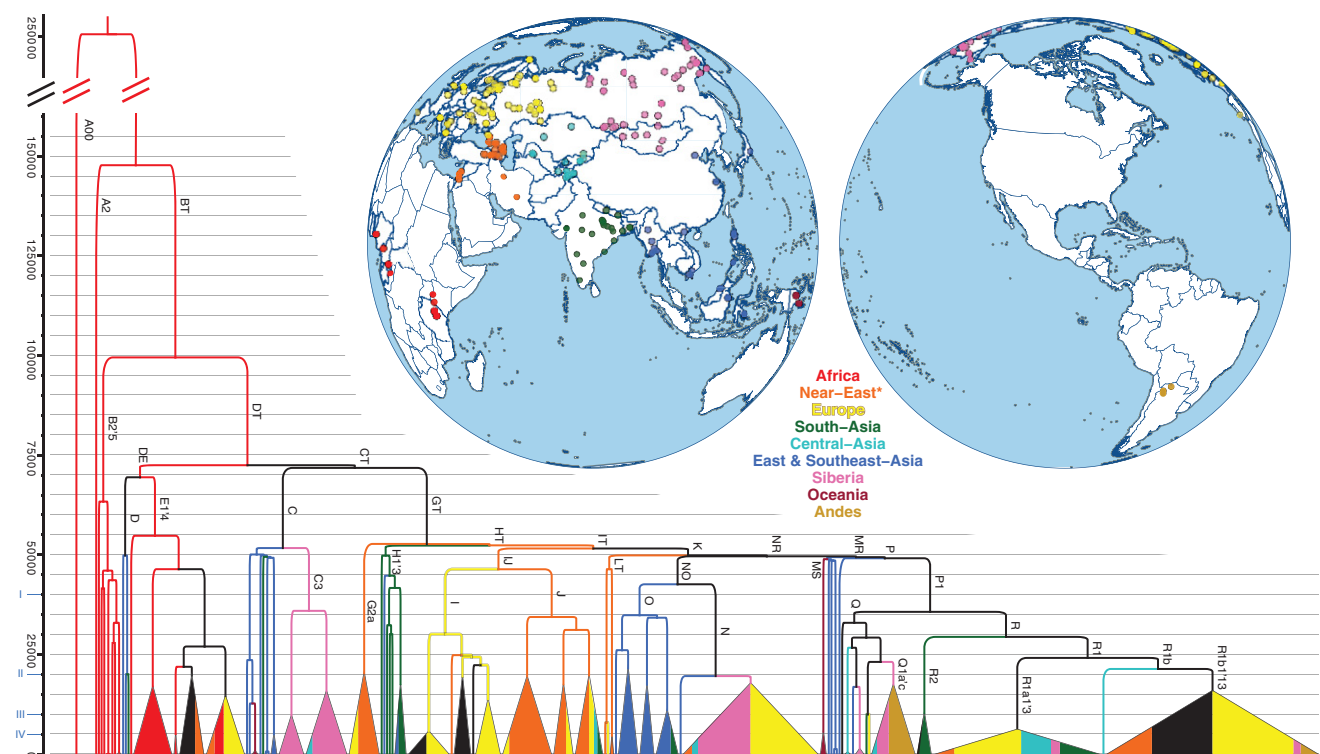 250000
150000
125000
100000
75000
50000
25000
0
I
II
III
IV
A00
A2
BT
B2'5
DT
DE
CT
D
E1'4
C
GT
C3
HT
IT
K
NR
MR
P
G2a
H1'3
IJ
LT
NO
MS
P1
I
J
O
N
Q
R
R1
R1b
R1b1'13
Q1a'c
R2
R1a1'3
Africa
Near–East*
Europe
South–Asia
Central–Asia
East & Southeast–Asia
Siberia
Oceania
Andes